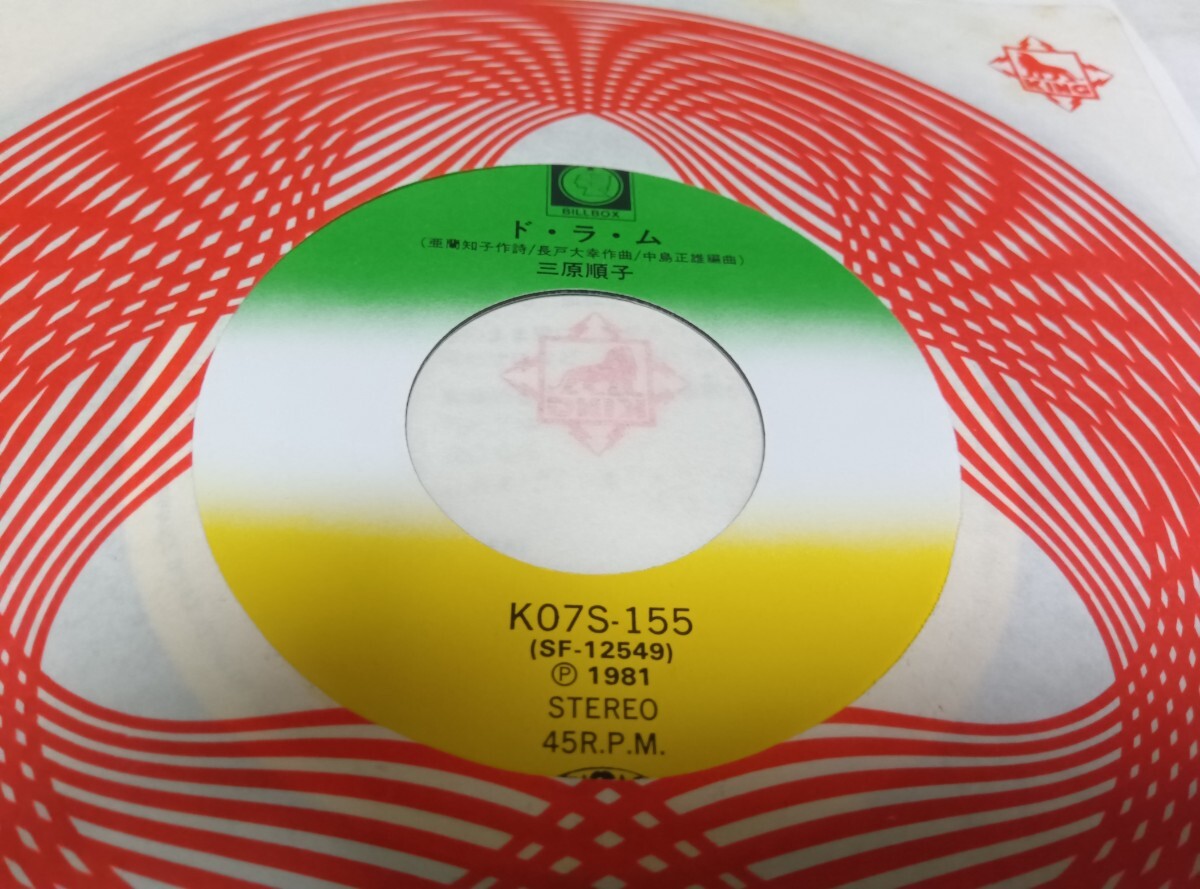 KING
BILLBOX
ド・ラ・ム
(亜蘭知子作詩/長戸大幸作曲/中島正雄編曲)
三原順子
KING
K07S-155
(SF-12549)
Ⓟ 1981
STEREO
45R.P.M.